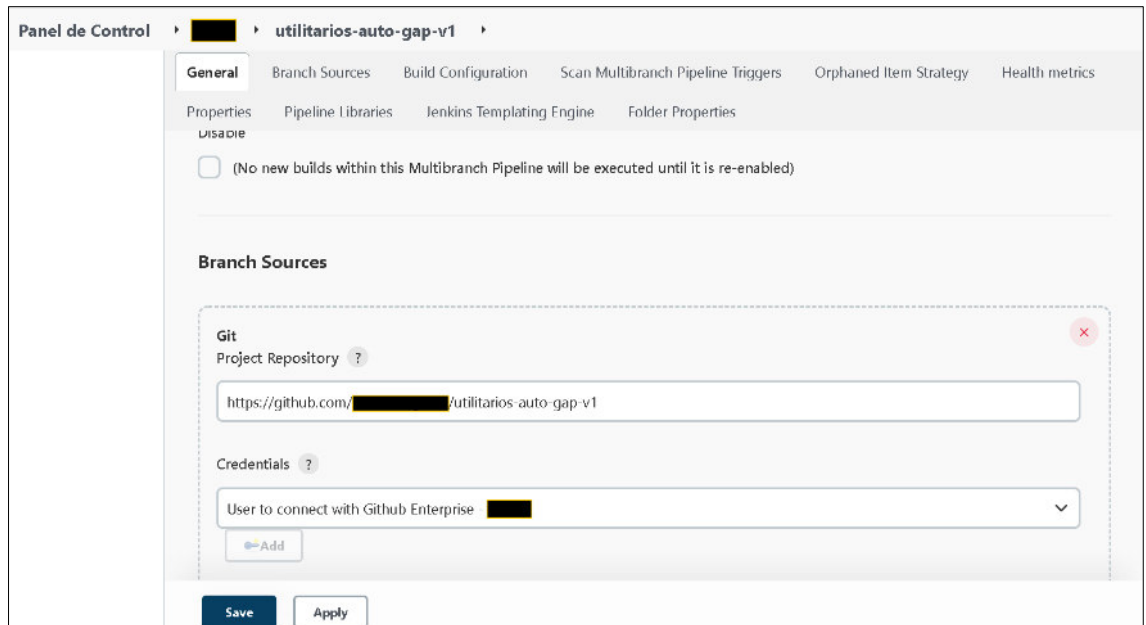 Panel de Control ‣ ‣ utilitarios-auto-gap-v1 ‣
General Branch Sources Build Configuration Scan Multibranch Pipeline Triggers Orphaned Item Strategy Health metrics
Properties Pipeline Libraries Jenkins Templating Engine Folder Properties
Disable
(No new builds within this Multibranch Pipeline will be executed until it is re-enabled)
Branch Sources
Git
Project Repository ?
https://github.com/ /utilitarios-auto-gap-v1
Credentials ?
User to connect with Github Enterprise -
Add
Save Apply